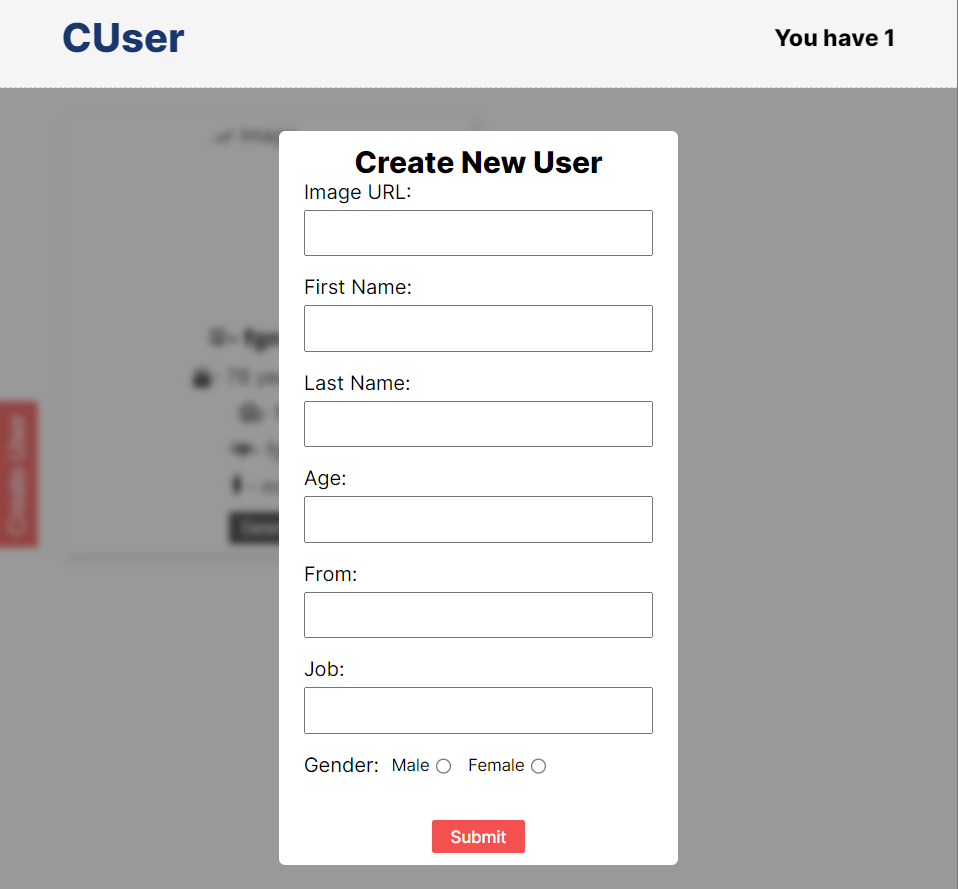 CUser
You have 1
Create New User
Image URL:
First Name:
Last Name:
Age:
From:
Job:
Gender: Male Female
Submit
Create User